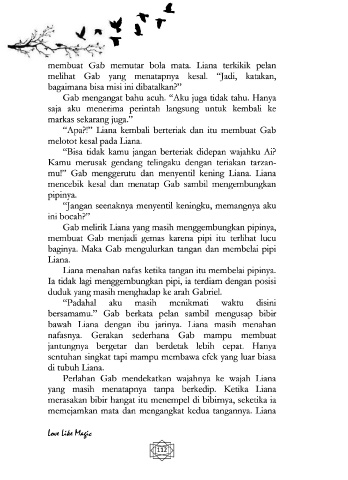 membuat Gab memutar bola mata. Liana terkikik pelan
melihat Gab yang menatapnya kesal. “Jadi, katakan,
bagaimana bisa misi ini dibatalkan?”
Gab mengangat bahu acuh. “Aku juga tidak tahu. Hanya
saja aku menerima perintah langsung untuk kembali ke
markas sekarang juga.”
“Apa?!” Liana kembali berteriak dan itu membuat Gab
melotot kesal pada Liana.
“Bisa tidak kamu jangan berteriak didepan wajahku Ai?
Kamu merusak gendang telingaku dengan teriakan tarzan-
mu!” Gab menggerutu dan menyentil kening Liana. Liana
mencebik kesal dan menatap Gab sambil mengembungkan
pipinya.
“Jangan seenaknya menyentil keningku, memangnya aku
ini bocah?”
Gab melirik Liana yang masih menggembungkan pipinya,
membuat Gab menjadi gemas karena pipi itu terlihat lucu
baginya. Maka Gab mengulurkan tangan dan membelai pipi
Liana.
Liana menahan nafas ketika tangan itu membelai pipinya.
Ia tidak lagi menggembungkan pipi, ia terdiam dengan posisi
duduk yang masih menghadap ke arah Gabriel.
“Padahal aku masih menikmati waktu disini
bersamamu.” Gab berkata pelan sambil mengusap bibir
bawah Liana dengan ibu jarinya. Liana masih menahan
nafasnya. Gerakan sederhana Gab mampu membuat
jantungnya bergetar dan berdetak lebih cepat. Hanya
sentuhan singkat tapi mampu membawa efek yang luar biasa
di tubuh Liana.
Perlahan Gab mendekatkan wajahnya ke wajah Liana
yang masih menatapnya tanpa berkedip. Ketika Liana
merasakan bibir hangat itu menempel di bibirnya, seketika ia
memejamkan mata dan mengangkat kedua tangannya. Liana
Love Like Magic
112